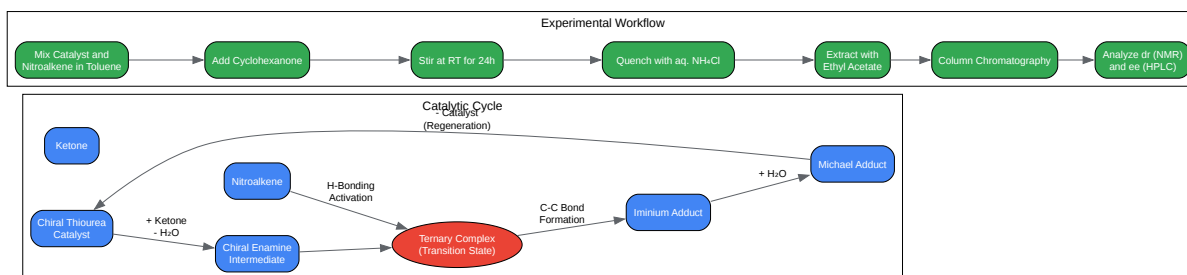 Experimental Workflow
Mix Catalyst and
Nitroalkene in Toluene
Add Cyclohexanone
Stir at RT for 24h
Quench with aq. NH₄Cl
Extract with
Ethyl Acetate
Column Chromatography
Analyze dr (NMR)
and ee (HPLC)
Catalytic Cycle
- Catalyst
(Regeneration)
Ketone
Michael Adduct
Nitroalkene
H-Bonding
Activation
+ H₂O
Iminium Adduct
C-C Bond
Formation
Chiral Thiourea
Catalyst
+ Ketone
- H₂O
Chiral Enamine
Intermediate
Ternary Complex
(Transition State)